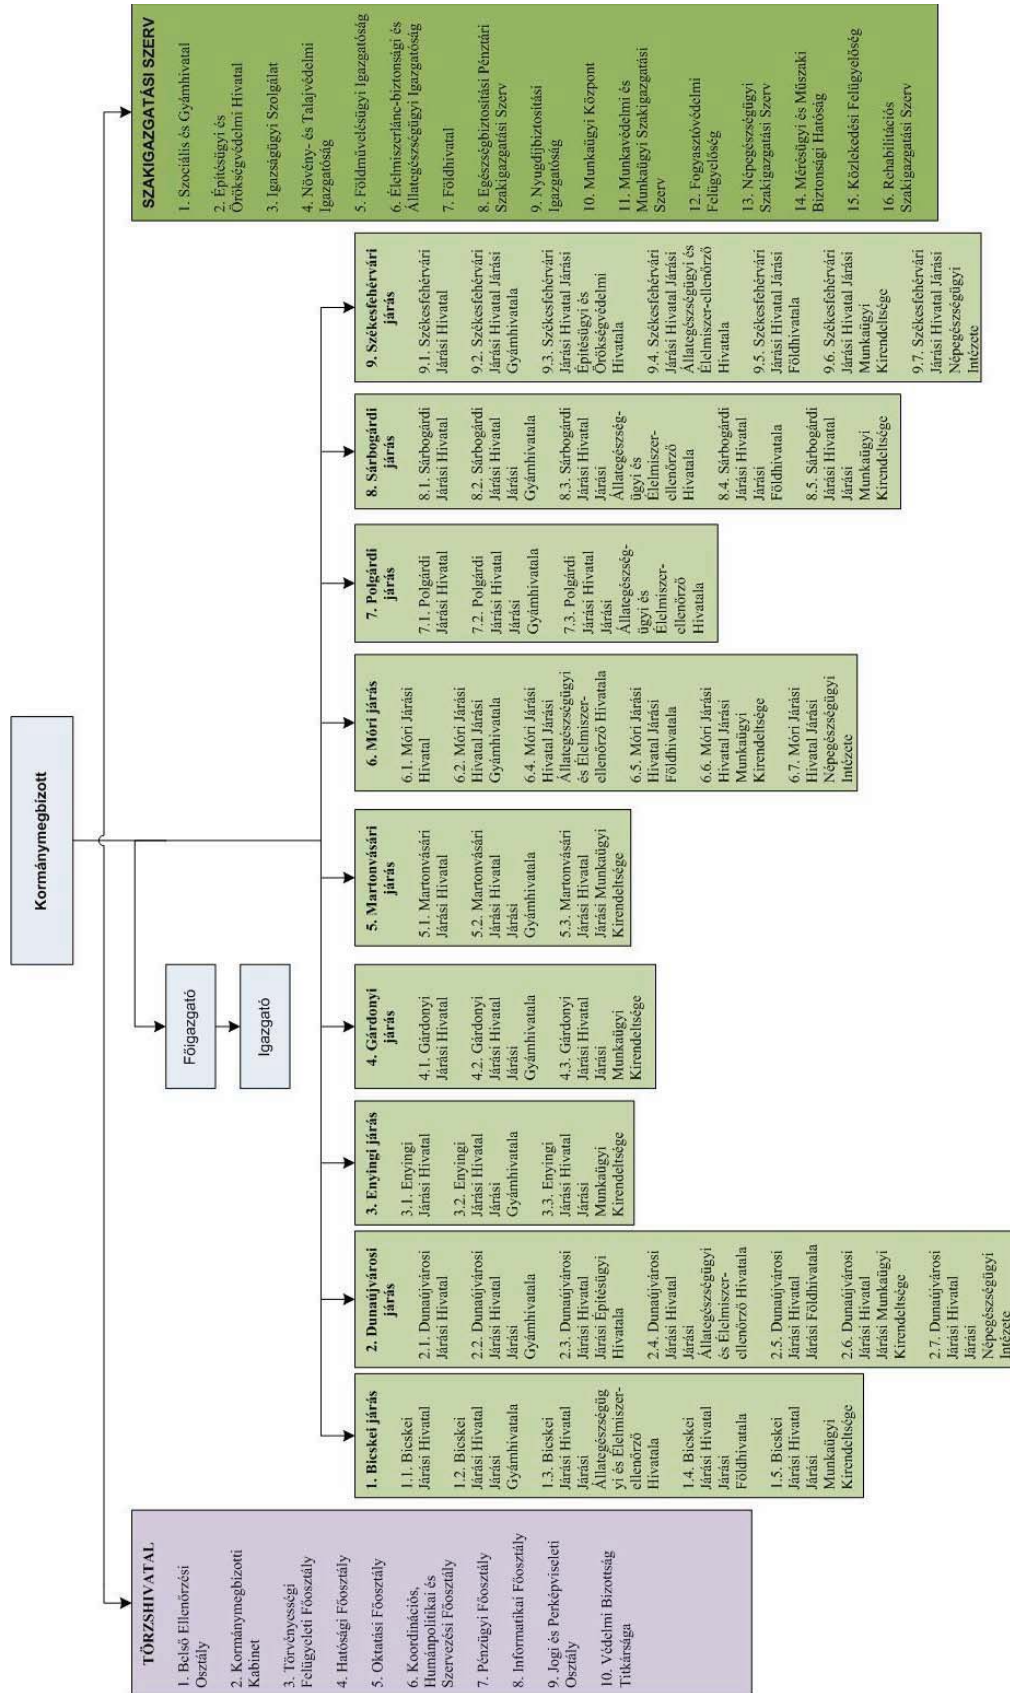 Kormánymegbízott
Főigazgató
Igazgató
TÖRZSHIVATAL
1. Belső Ellenőrzési
Osztály
2. Kormánymegbízotti
Kabinet
3. Törvényességi
Felügyeleti Főosztály
4. Hatósági Főosztály
5. Oktatási Főosztály
6. Koordinációs,
Humánpolitikai és
Szervezési Főosztály
7. Pénzügyi Főosztály
8. Informatikai Főosztály
9. Jogi és Perképviseleti
Osztály
10. Védelmi Bizottság
Titkársága
1. Bicskei járás
1.1. Bicskei
Járási Hivatal
1.2. Bicskei
Járási Hivatal
Járási
Gyámhivatala
1.3. Bicskei
Járási Hivatal
Járási
Állategészségüg
yi és Élelmiszer-
ellenőrző
Hivatala
1.4. Bicskei
Járási Hivatal
Járási
Földhivatala
1.5. Bicskei
Járási Hivatal
Járási
Munkaügyi
Kirendeltsége
2. Dunaújvárosi
járás
2.1. Dunaújvárosi
Járási Hivatal
2.2. Dunaújvárosi
Járási Hivatal
Járási
Gyámhivatala
2.3. Dunaújvárosi
Járási Hivatal
Járási Építésügyi
Hivatala
2.4. Dunaújvárosi
Járási Hivatal
Járási
Állategészségügyi
és Élelmiszer-
ellenőrző Hivatala
2.5. Dunaújvárosi
Járási Hivatal
Járási Földhivatala
2.6. Dunaújvárosi
Járási Hivatal
Járási Munkaügyi
Kirendeltsége
2.7. Dunaújvárosi
Járási Hivatal
Járási
Népegészségügyi
Intézete
3. Enyingi járás
3.1. Enyingi
Járási Hivatal
3.2. Enyingi
Járási Hivatal
Járási
Gyámhivatala
3.3. Enyingi
Járási Hivatal
Járási
Munkaügyi
Kirendeltsége
4. Gárdonyi
járás
4.1. Gárdonyi
Járási Hivatal
4.2. Gárdonyi
Járási Hivatal
Járási
Gyámhivatala
4.3. Gárdonyi
Járási Hivatal
Járási
Munkaügyi
Kirendeltsége
5. Martonvásári
járás
5.1. Martonvásári
Járási Hivatal
5.2. Martonvásári
Járási Hivatal
Járási
Gyámhivatala
5.3. Martonvásári
Járási Hivatal
Járási Munkaügyi
Kirendeltsége
6. Móri járás
6.1. Móri Járási
Hivatal
6.2. Móri Járási
Hivatal Járási
Gyámhivatala
6.4. Móri Járási
Hivatal Járási
Állategészségügyi
és Élelmiszer-
ellenőrző Hivatala
6.5. Móri Járási
Hivatal Járási
Földhivatala
6.6. Móri Járási
Hivatal Járási
Munkaügyi
Kirendeltsége
6.7. Móri Járási
Hivatal Járási
Népegészségügyi
Intézete
7. Polgárdi
járás
7.1. Polgárdi
Járási Hivatal
7.2. Polgárdi
Járási Hivatal
Járási
Gyámhivatala
7.3. Polgárdi
Járási Hivatal
Járási
Állategészség-
ügyi és
Élelmiszer-
ellenőrző
Hivatala
8. Sárbogárdi
járás
8.1. Sárbogárdi
Járási Hivatal
8.2. Sárbogárdi
Járási Hivatal
Járási
Gyámhivatala
8.3. Sárbogárdi
Járási Hivatal
Járási
Állategészség-
ügyi és
Élelmiszer-
ellenőrző
Hivatala
8.4. Sárbogárdi
Járási Hivatal
Járási
Földhivatala
8.5. Sárbogárdi
Járási Hivatal
Járási
Munkaügyi
Kirendeltsége
9. Székesfehérvári
járás
9.1. Székesfehérvári
Járási Hivatal
9.2. Székesfehérvári
Járási Hivatal Járási
Gyámhivatala
9.3. Székesfehérvári
Járási Hivatal Járási
Építésügyi és
Örökségvédelmi
Hivatala
9.4. Székesfehérvári
Járási Hivatal Járási
Állategészségügyi és
Élelmiszer-ellenőrző
Hivatala
9.5. Székesfehérvári
Járási Hivatal Járási
Földhivatala
9.6. Székesfehérvári
Járási Hivatal Járási
Munkaügyi
Kirendeltsége
9.7. Székesfehérvári
Járási Hivatal Járási
Népegészségügyi
Intézete
SZAKIGAZGATÁSI SZERV
1. Szociális és Gyámhivatal
2. Építésügyi és
Örökségvédelmi Hivatal
3. Igazságügyi Szolgálat
4. Növény- és Talajvédelmi
Igazgatóság
5. Földművelésügyi Igazgatóság
6. Élelmiszerlánc-biztonsági és
Állategészségügyi Igazgatóság
7. Földhivatal
8. Egészségbiztosítási Pénztári
Szakigazgatási Szerv
9. Nyugdíjbiztosítási
Igazgatóság
10. Munkaügyi Központ
11. Munkavédelmi és
Munkaügyi Szakigazgatási
Szerv
12. Fogyasztóvédelmi
Felügyelőség
13. Népegészségügyi
Szakigazgatási Szerv
14. Mérésügyi és Műszaki
Biztonsági Hatóság
15. Közlekedési Felügyelőség
16. Rehabilitációs
Szakigazgatási Szerv